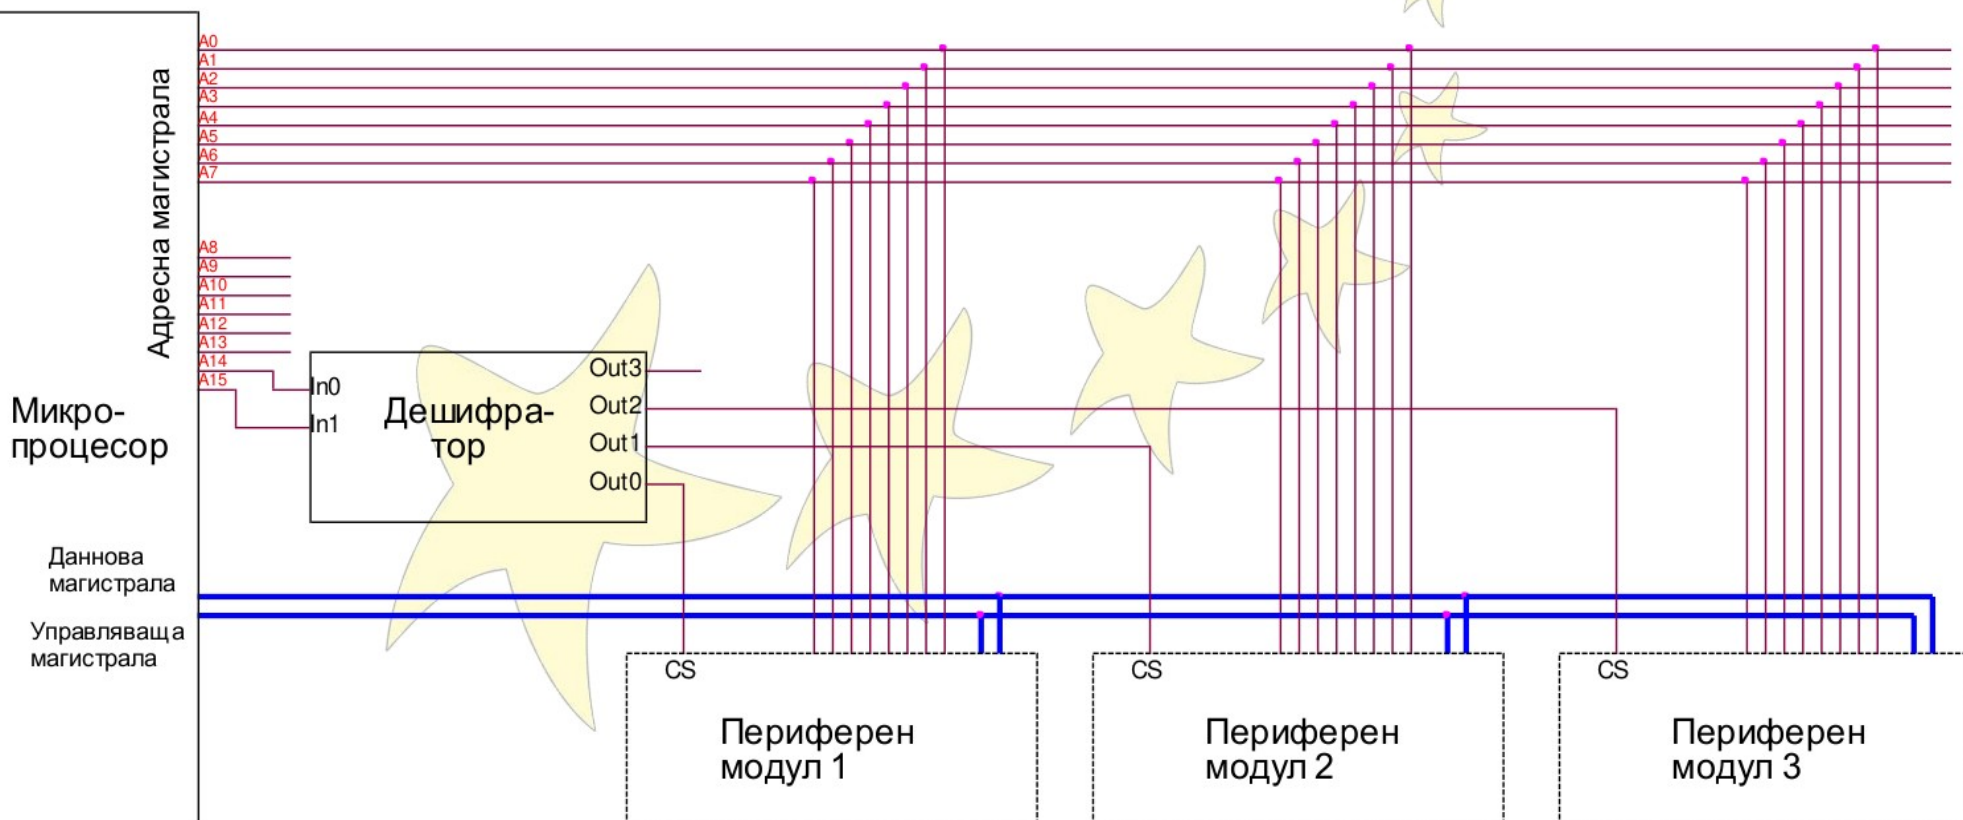 A0
A1
A2
A3
A4
A5
A6
A7
Адресна магистрала
A8
A9
A10
A11
A12
A13
A14
A15
Микро-
процесор
In0
In1
Дешифра-
тор
Out3
Out2
Out1
Out0
Даннова
магистрала
Управляваща
магистрала
CS
CS
CS
Периферен
модул 1
Периферен
модул 2
Периферен
модул 3